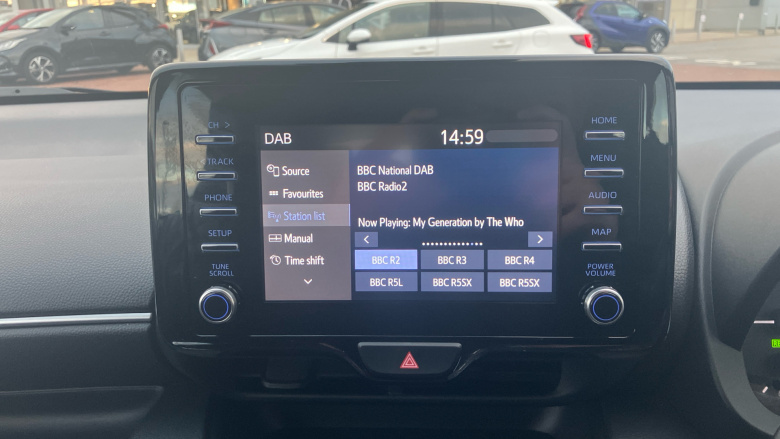 CH >
TRACK
PHONE
SETUP
TUNE
SCROLL
DAB
14:59
Source
Favourites
Station list
Manual
Time shift
BBC National DAB
BBC Radio2
Now Playing: My Generation by The Who
BBC R2
BBC R3
BBC R4
BBC R5L
BBC R5SX
BBC R5SX
HOME
MENU
AUDIO
MAP
POWER
VOLUME